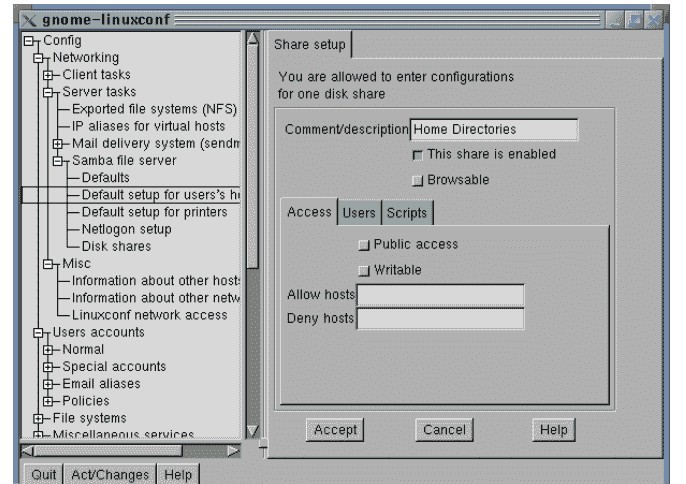 gnome-linuxconf
Config
Networking
Client tasks
Server tasks
Exported file systems (NFS)
IP aliases for virtual hosts
Mail delivery system (sendm
Samba file server
Defaults
Default setup for users's h
Default setup for printers
Netlogon setup
Disk shares
Misc
Information about other host
Information about other netw
Linuxconf network access
Users accounts
Normal
Special accounts
Email aliases
Policies
File systems
Miscellaneous services
Quit Act/Changes Help
Share setup
You are allowed to enter configurations
for one disk share
Comment/description Home Directories
This share is enabled
Browsable
Access Users Scripts
Public access
Writable
Allow hosts
Deny hosts
Accept Cancel Help